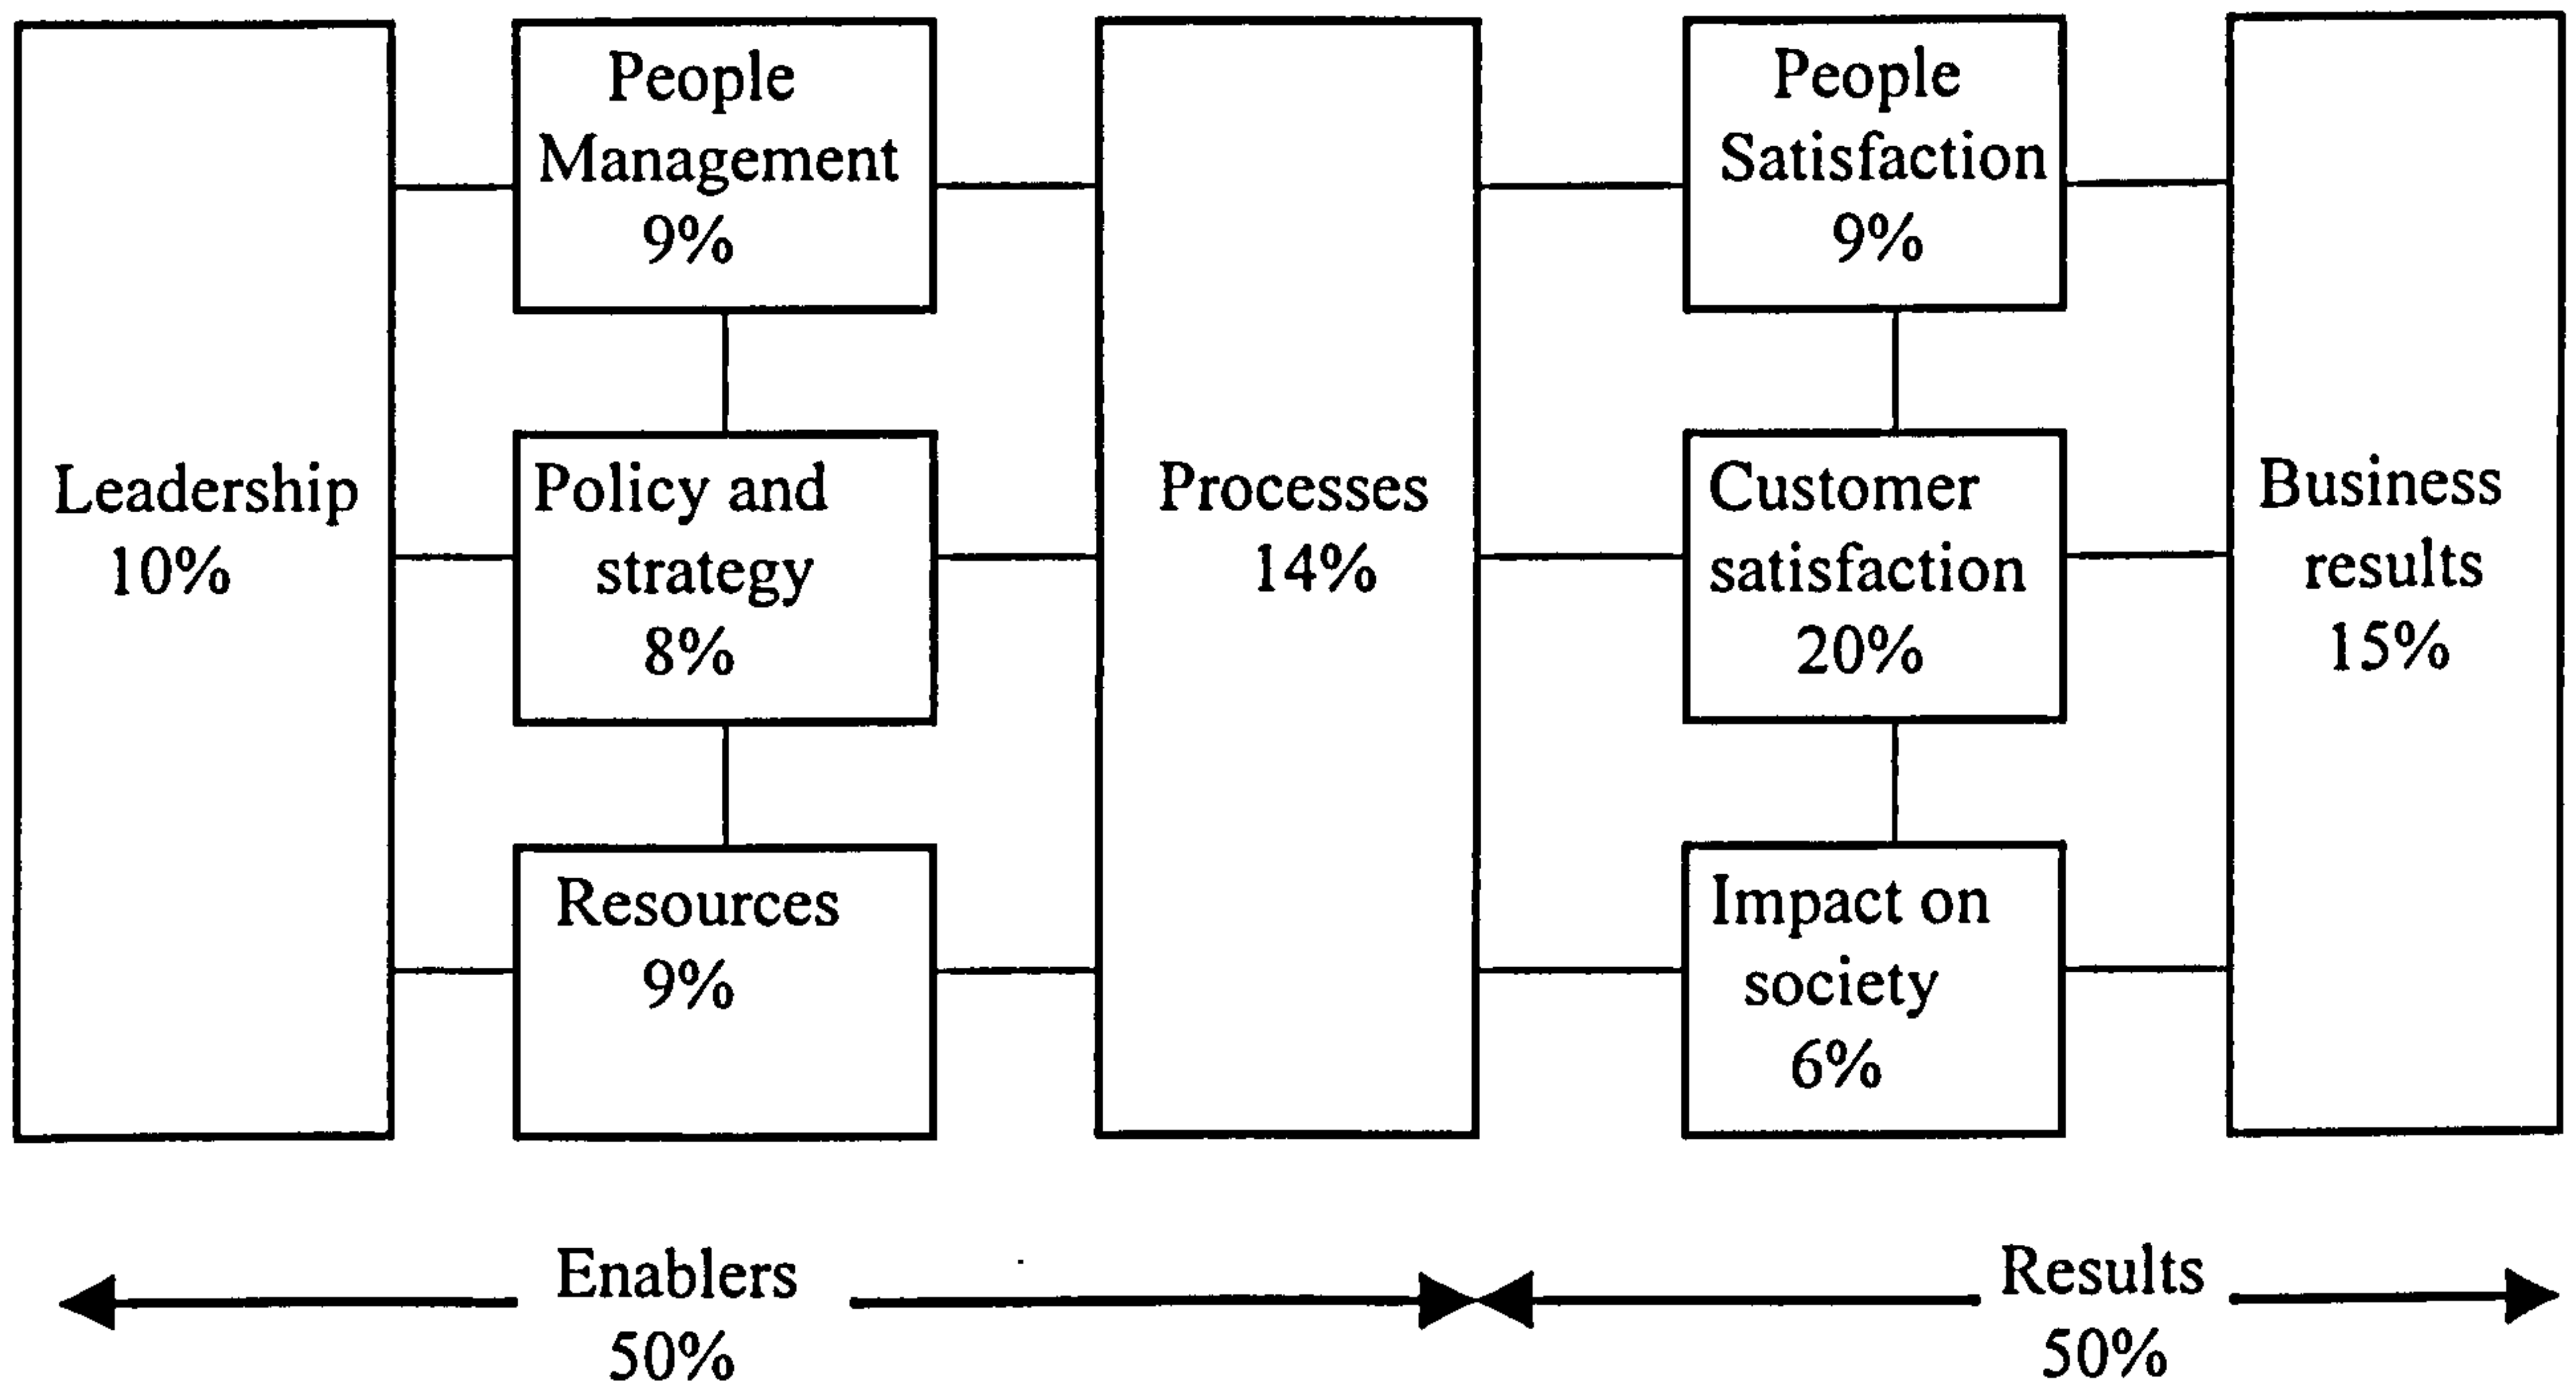 Leadership
10%
People
Management
9%
Policy and
strategy
8%
Resources
9%
Processes
14%
People
Satisfaction
9%
Customer
satisfaction
20%
Impact on
society
6%
Business
results
15%
Enablers
50%
Results
50%